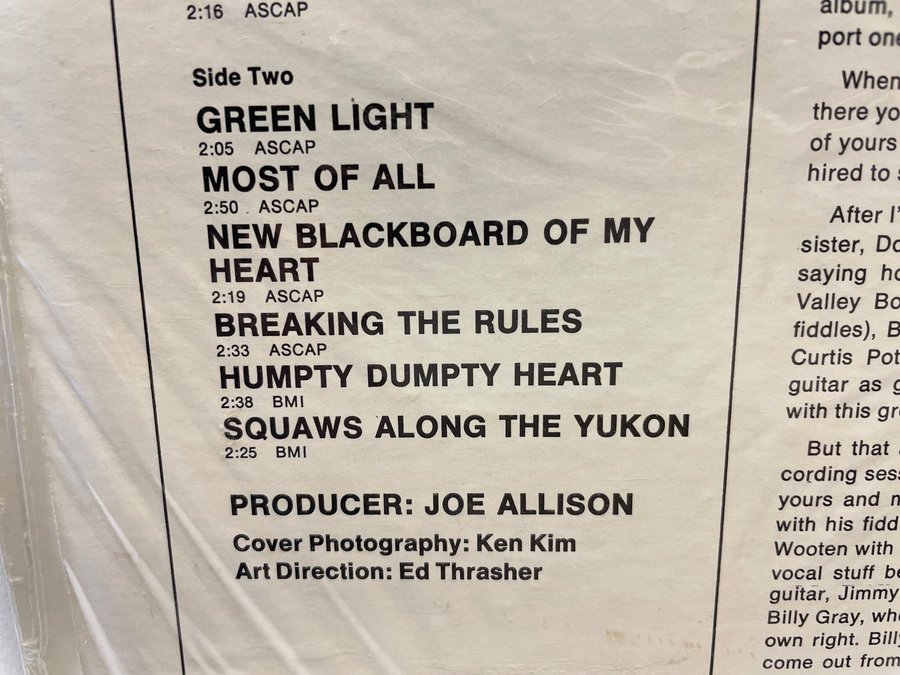 2:16 ASCAP
Side Two
GREEN LIGHT
2:05 ASCAP
MOST OF ALL
2:50 ASCAP
NEW BLACKBOARD OF MY
HEART
2:19 ASCAP
BREAKING THE RULES
2:33 ASCAP
HUMPTY DUMPTY HEART
2:38 BMI
SQUAWS ALONG THE YUKON
2:25 BMI
PRODUCER: JOE ALLISON
Cover Photography: Ken Kim
Art Direction: Ed Thrasher
album,
port one
When
there yo
of yours
hired to s
After I'
sister, Do
saying ho
Valley Bo
fiddles), B
Curtis Pot
guitar as g
with this gr
But that a
cording sess
yours and m
with his fidd
Wooten with
vocal stuff be
guitar, Jimmy
Billy Gray, who
own right. Billy
come out from